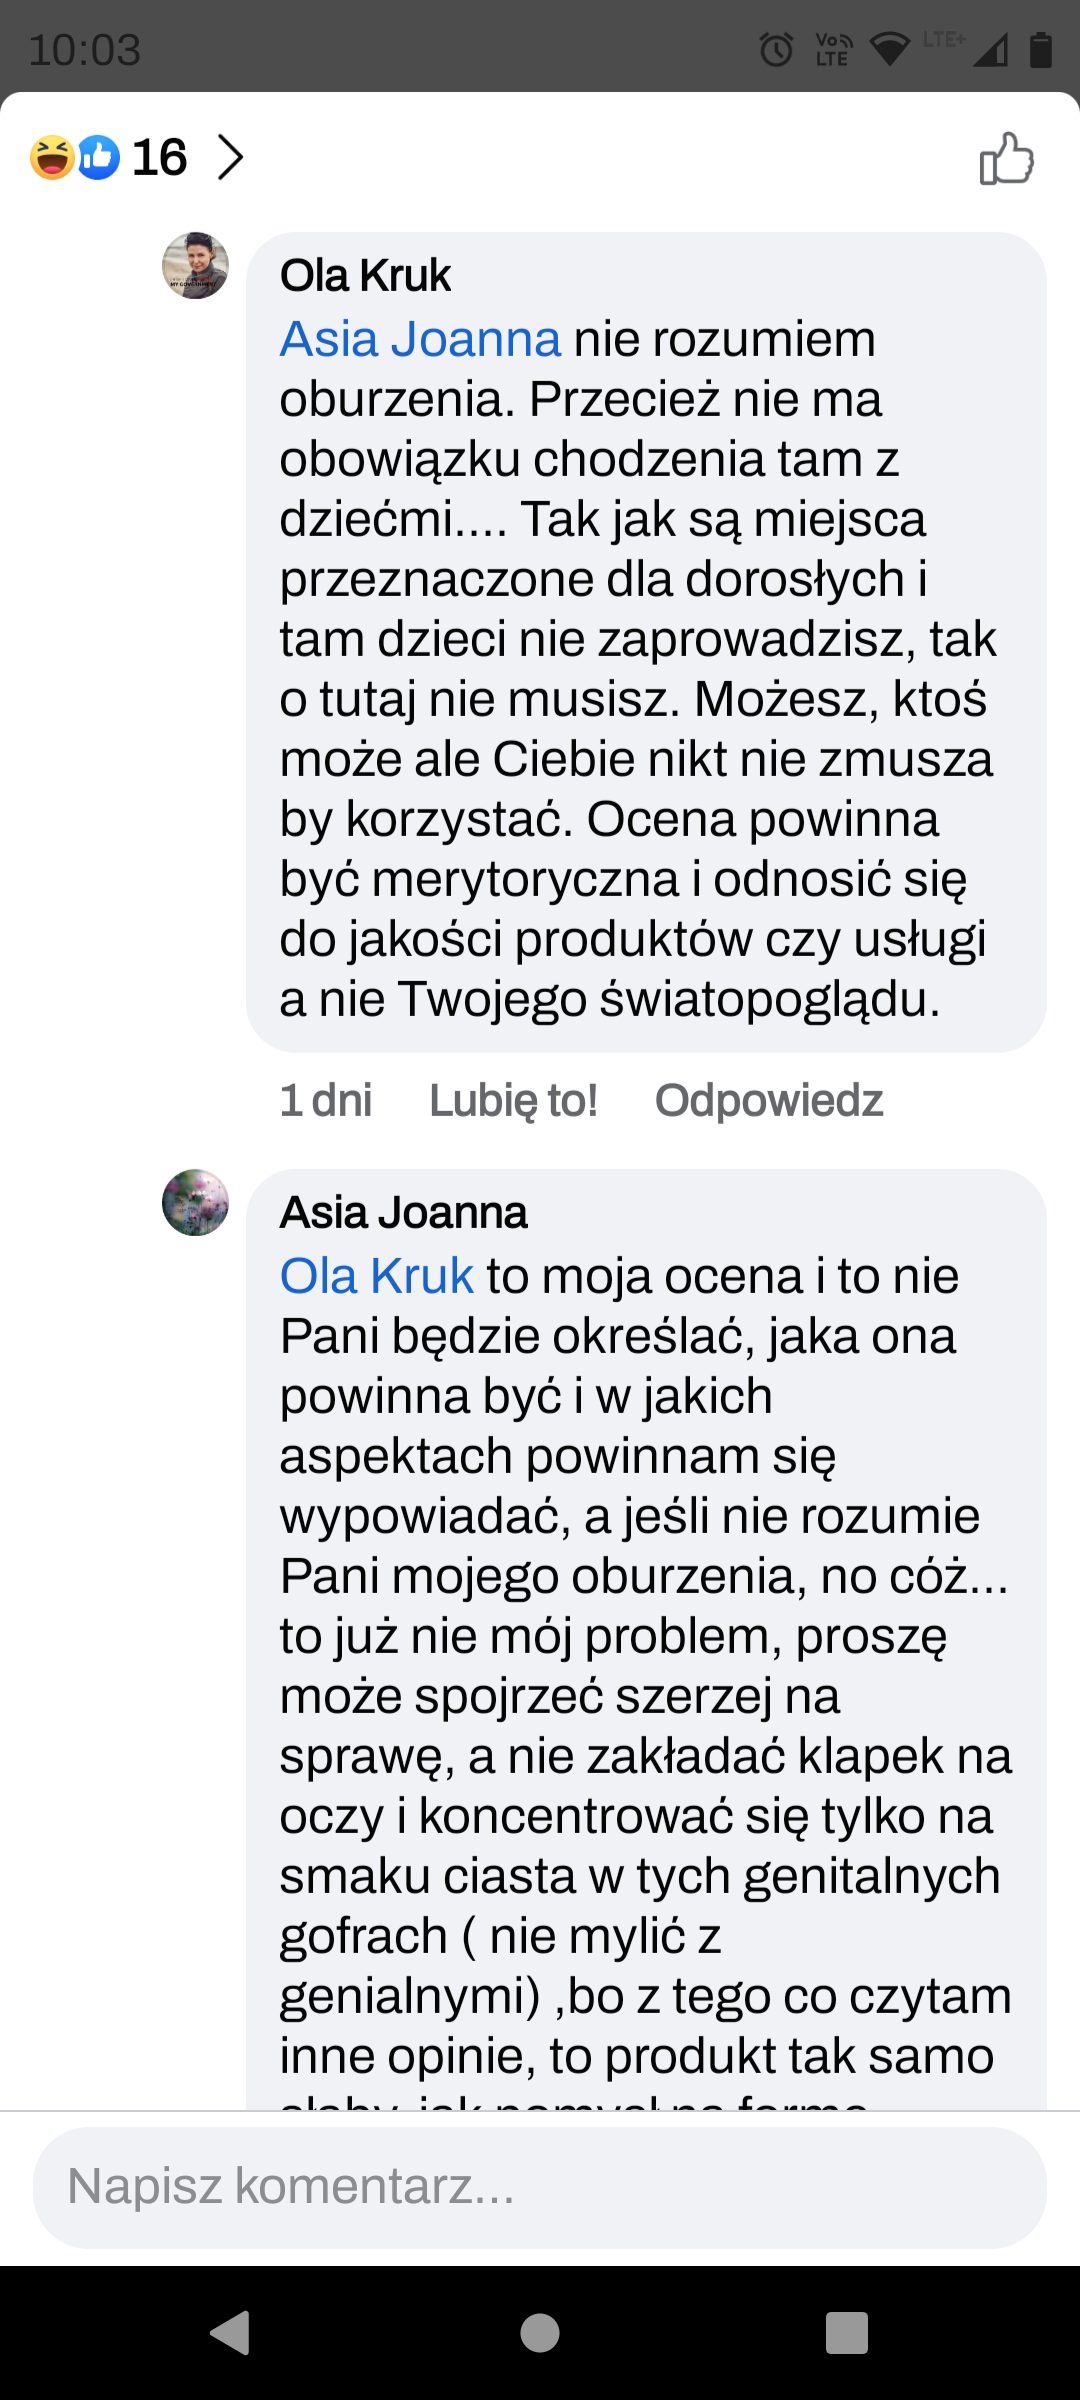 10:03
Vo LTE
LTE+
16
Ola Kruk
Asia Joanna nie rozumiem
oburzenia. Przecież nie ma
obowiązku chodzenia tam z
dziećmi.... Tak jak są miejsca
przeznaczone dla dorosłych i
tam dzieci nie zaprowadzisz, tak
o tutaj nie musisz. Możesz, ktoś
może ale Ciebie nikt nie zmusza
by korzystać. Ocena powinna
być merytoryczna i odnosić się
do jakości produktów czy usługi
a nie Twojego światopoglądu.
1 dni Lubię to! Odpowiedz
Asia Joanna
Ola Kruk to moja ocena i to nie
Pani będzie określać, jaka ona
powinna być i w jakich
aspektach powinnam się
wypowiadać, a jeśli nie rozumie
Pani mojego oburzenia, no cóż...
to już nie mój problem, proszę
może spojrzeć szerzej na
sprawę, a nie zakładać klapek na
oczy i koncentrować się tylko na
smaku ciasta w tych genitalnych
gofrach ( nie mylić z
genialnymi) ,bo z tego co czytam
inne opinie, to produkt tak samo
słaby, jak pomysł na formę
Napisz komentarz...